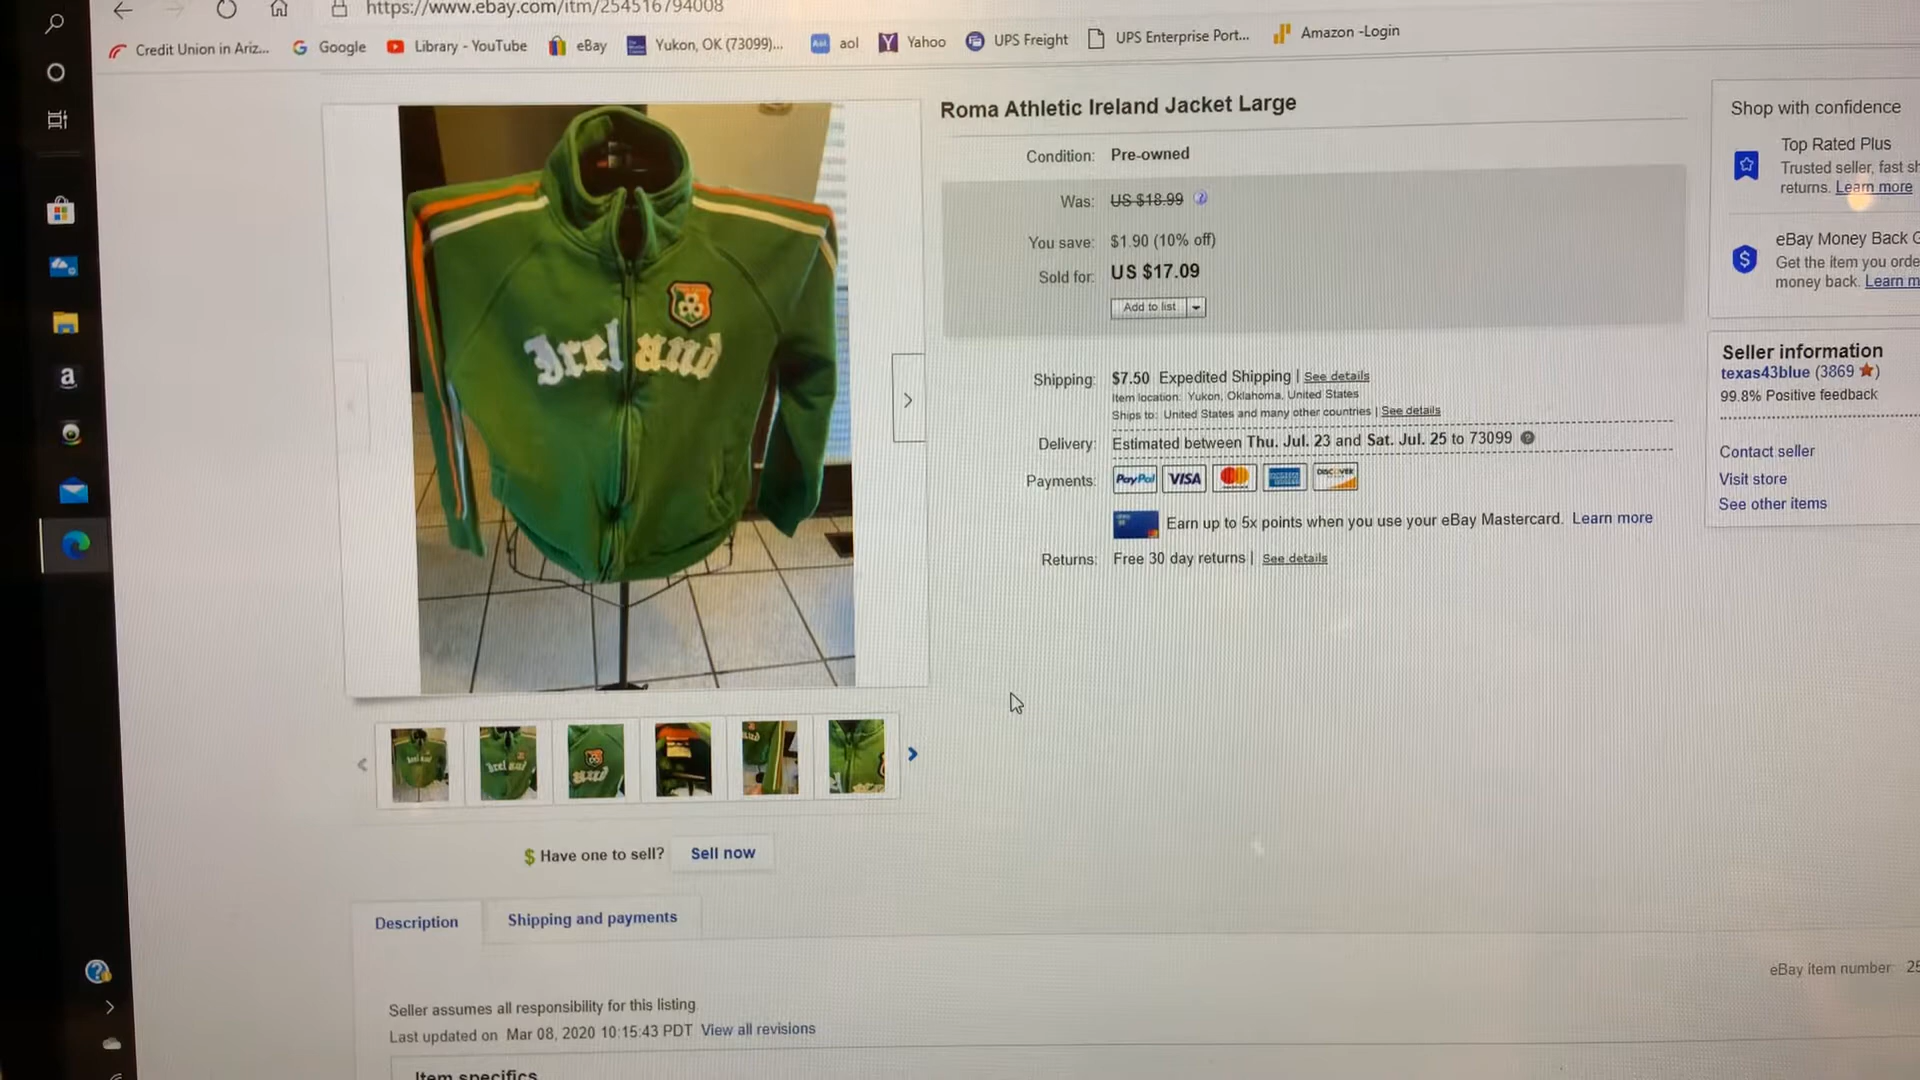 https://www.ebay.com/itm/254516794008
Credit Union in Ariz...
Google
Library - YouTube
eBay
Yukon, OK (73099)...
aol
Yahoo
UPS Freight
UPS Enterprise Port...
Amazon -Login
Roma Athletic Ireland Jacket Large
Condition: Pre-owned
Was: US $18.99
You save: $1.90 (10% off)
Sold for: US $17.09
Add to list
Shipping: $7.50 Expedited Shipping | See details
Item location: Yukon, Oklahoma, United States
Ships to: United States and many other countries | See details
Delivery: Estimated between Thu. Jul. 23 and Sat. Jul. 25 to 73099
Payments: PayPal VISA DISCOVER
Earn up to 5x points when you use your eBay Mastercard. Learn more
Returns: Free 30 day returns | See details
Shop with confidence
Top Rated Plus
Trusted seller, fast sh
returns. Learn more
eBay Money Back G
Get the item you orde
money back. Learn m
Seller information
texas43blue (3869 )
99.8% Positive feedback
Contact seller
Visit store
See other items
Ireland
$ Have one to sell? Sell now
Description
Shipping and payments
eBay item number: 25
Seller assumes all responsibility for this listing.
Last updated on Mar 08, 2020 10:15:43 PDT View all revisions
Item specifics